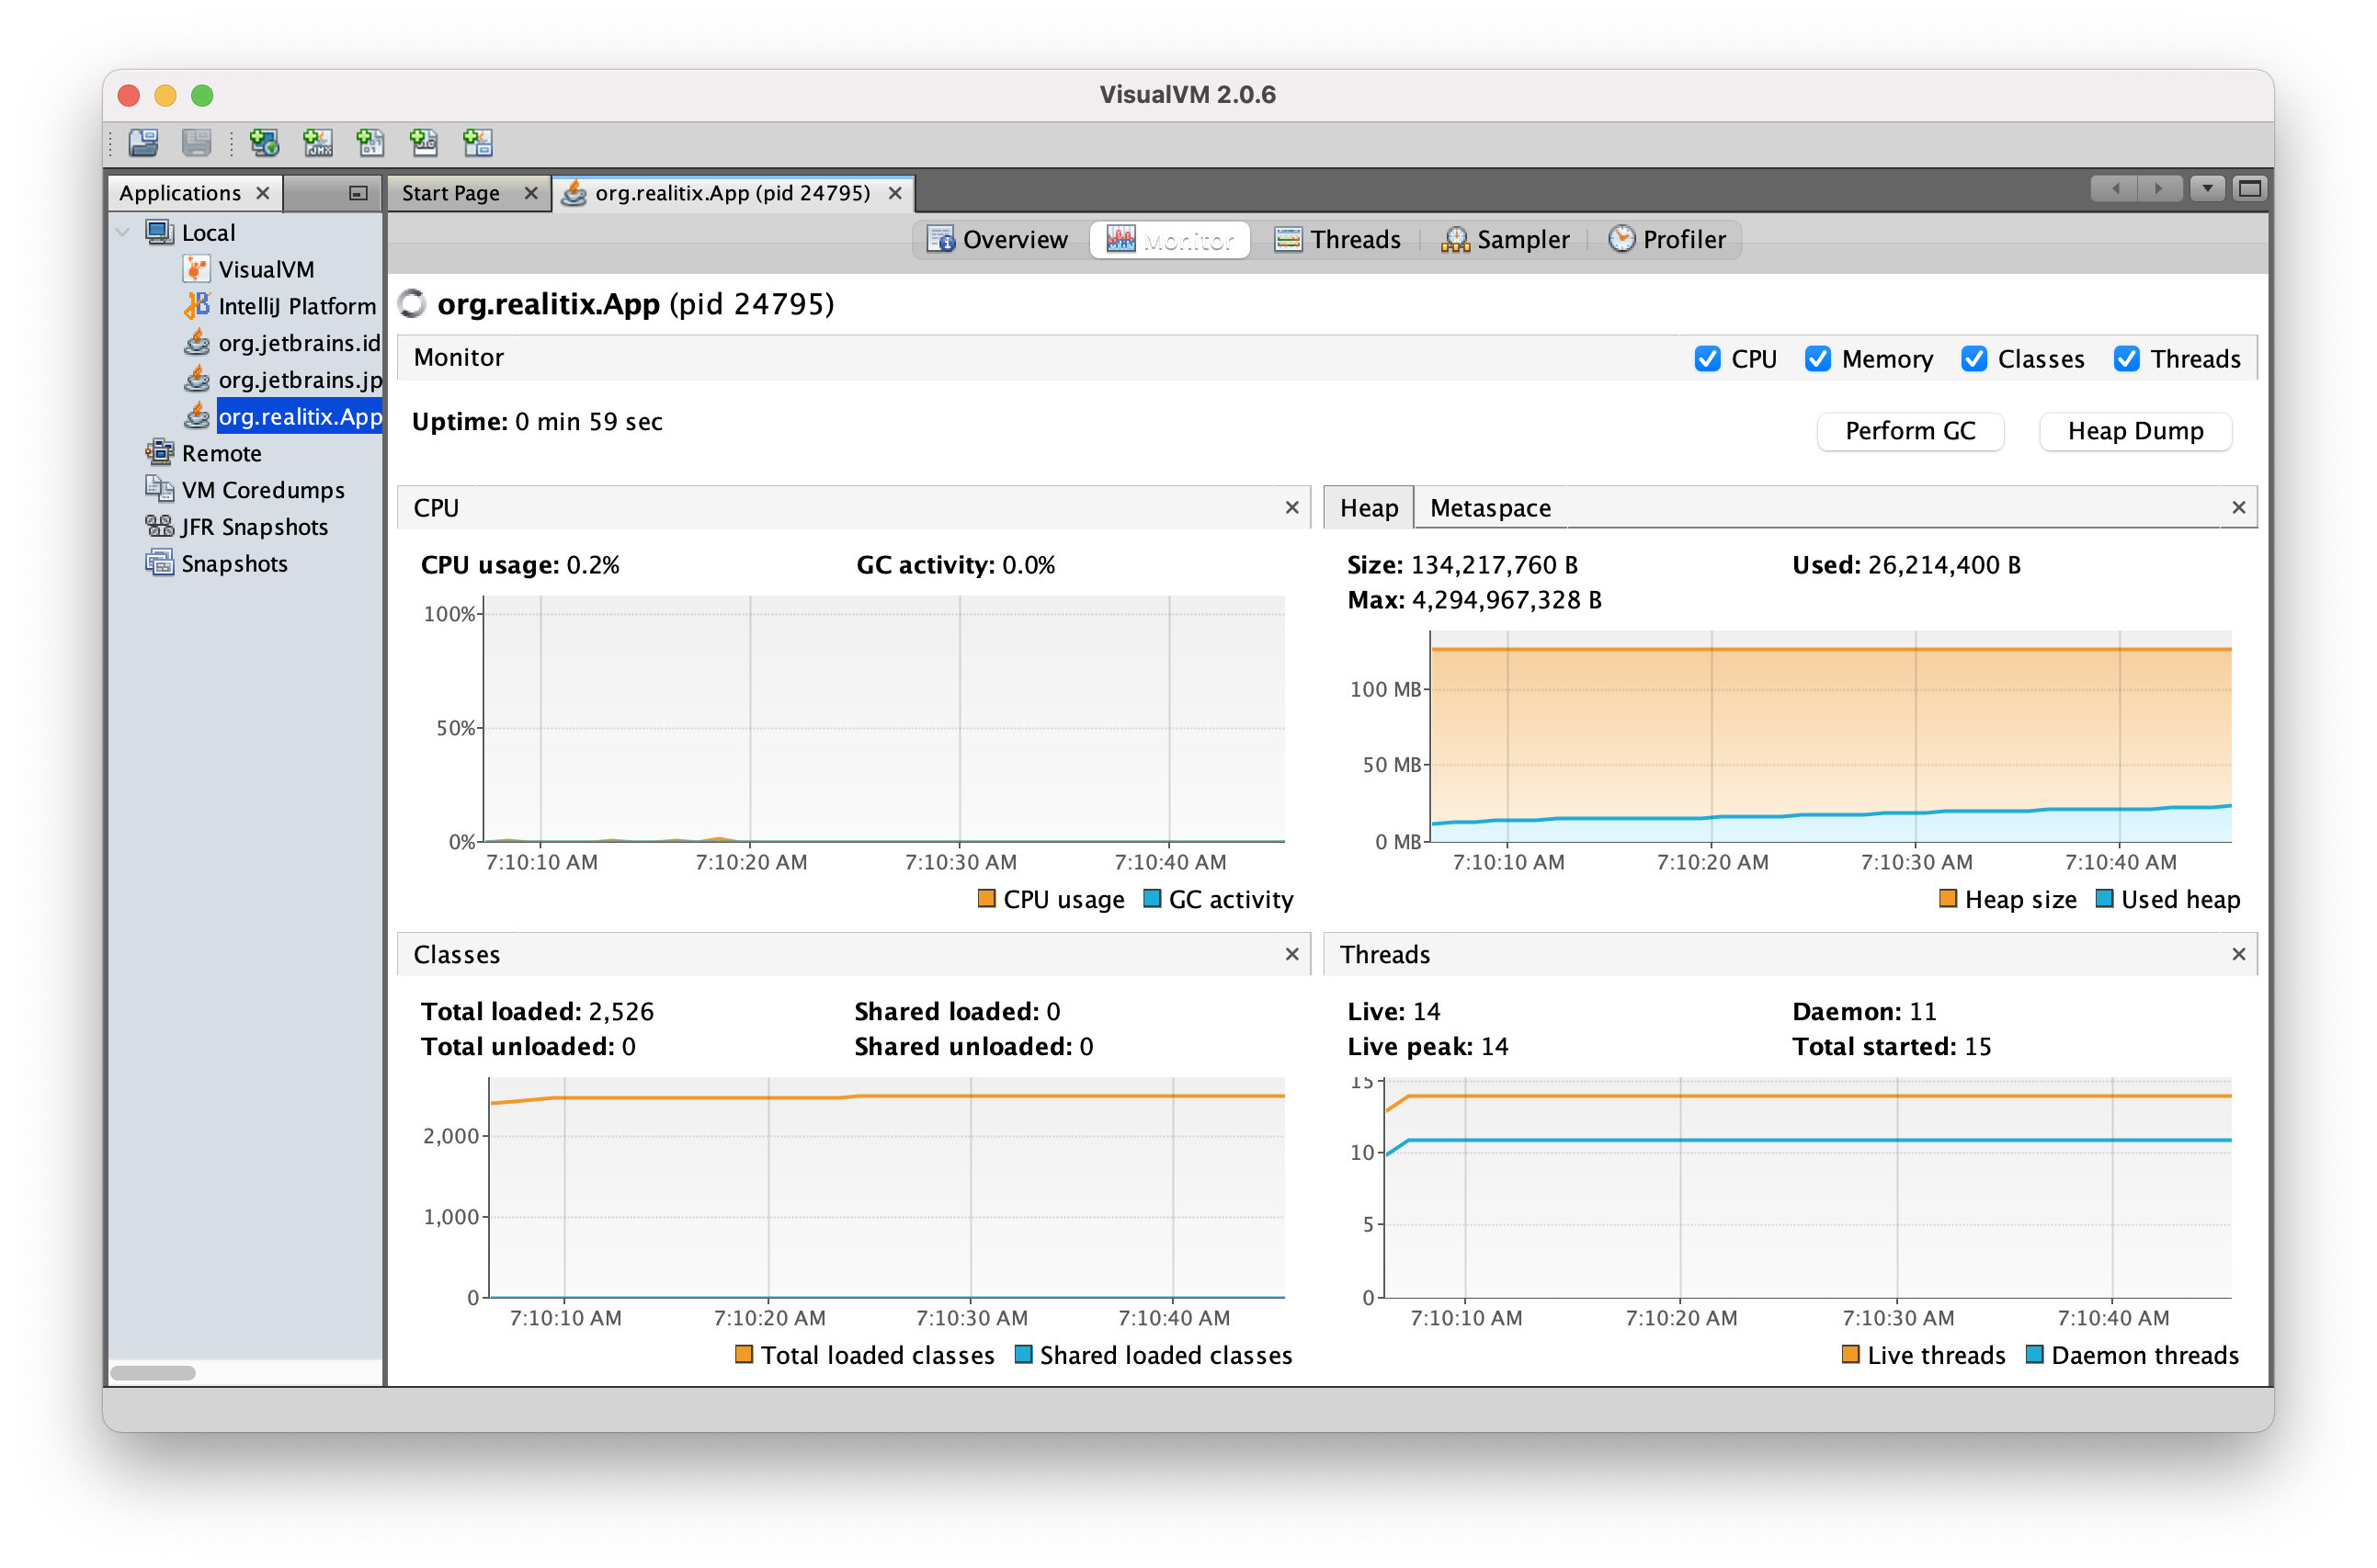 VisualVM 2.0.6
Applications
Start Page
org.realitix.App (pid 24795)
Local
VisualVM
IntelliJ Platform
org.jetbrains.id
org.jetbrains.jp
org.realitix.App
Remote
VM Coredumps
JFR Snapshots
Snapshots
Overview
Monitor
Threads
Sampler
Profiler
org.realitix.App (pid 24795)
Monitor
CPU
Memory
Classes
Threads
Uptime: 0 min 59 sec
Perform GC
Heap Dump
CPU
CPU usage: 0.2%
GC activity: 0.0%
100%
50%
0%
7:10:10 AM
7:10:20 AM
7:10:30 AM
7:10:40 AM
CPU usage
GC activity
Heap
Metaspace
Size: 134,217,760 B
Used: 26,214,400 B
Max: 4,294,967,328 B
100 MB
50 MB
0 MB
7:10:10 AM
7:10:20 AM
7:10:30 AM
7:10:40 AM
Heap size
Used heap
Classes
Total loaded: 2,526
Shared loaded: 0
Total unloaded: 0
Shared unloaded: 0
2,000
1,000
0
7:10:10 AM
7:10:20 AM
7:10:30 AM
7:10:40 AM
Total loaded classes
Shared loaded classes
Threads
Live: 14
Daemon: 11
Live peak: 14
Total started: 15
15
10
5
0
7:10:10 AM
7:10:20 AM
7:10:30 AM
7:10:40 AM
Live threads
Daemon threads